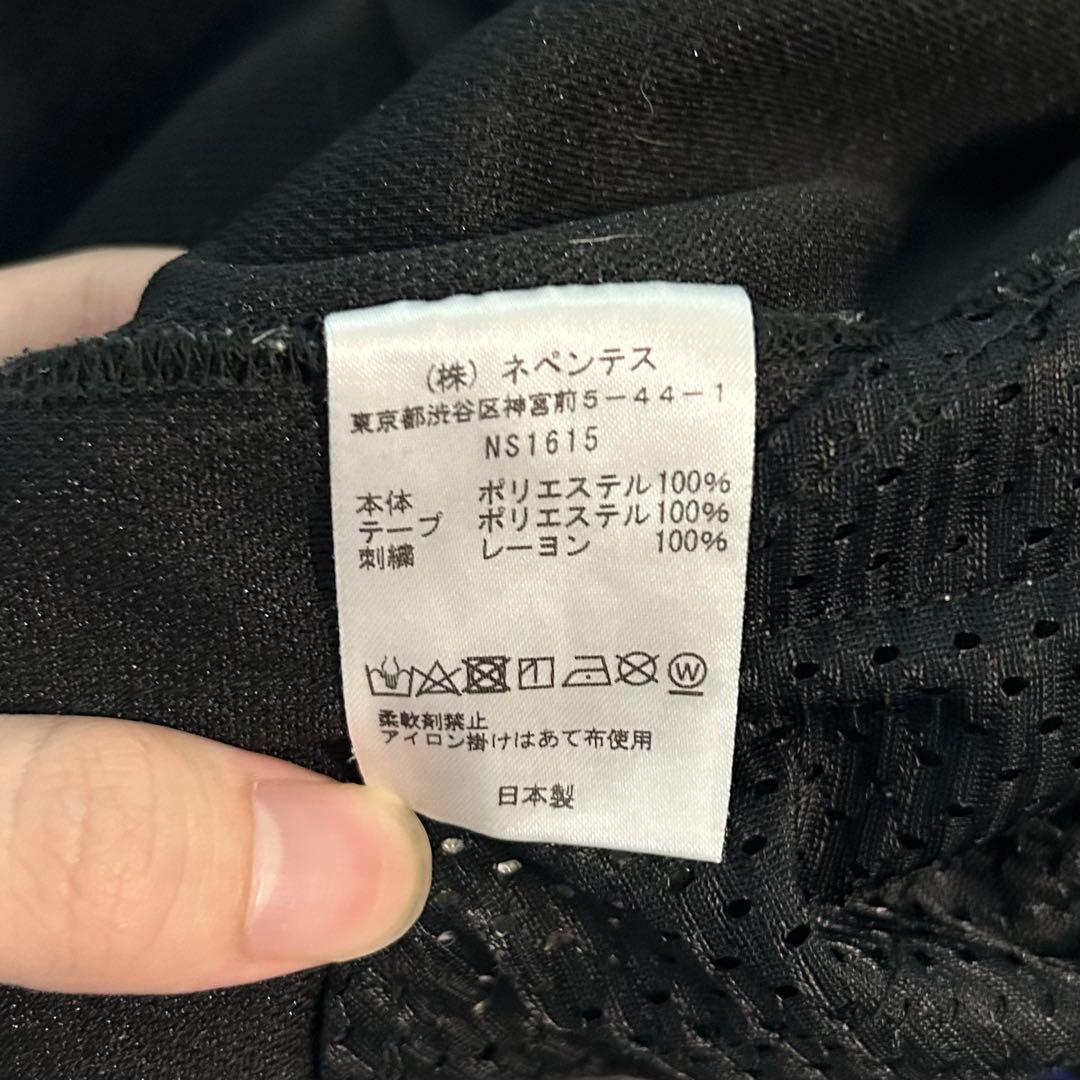 (株) ネペンテス
東京都渋谷区神宮前5-44-1
NS1615
本体 ポリエステル100%
テープ ポリエステル100%
刺繍 レーヨン 100%
W
柔軟剤禁止
アイロン掛けはあて布使用
日本製